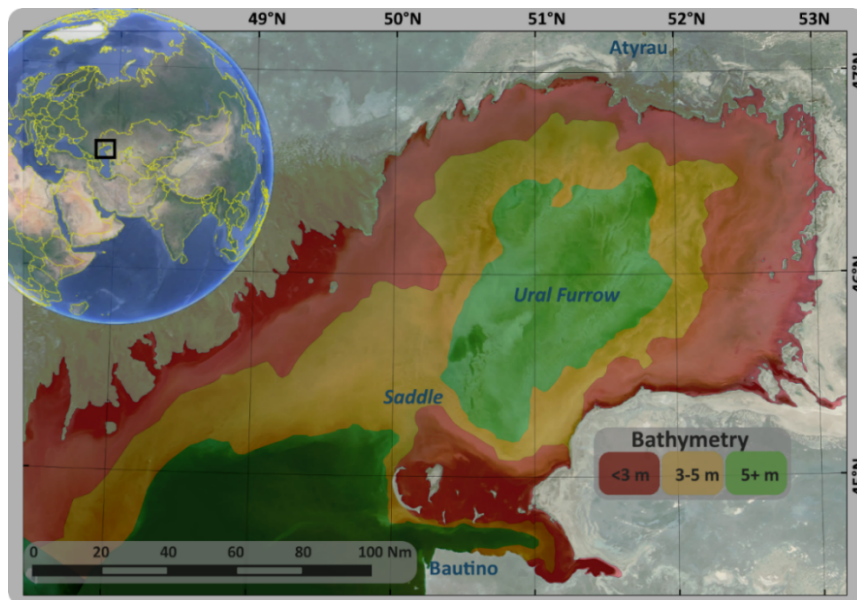 49°N 50°N 51°N 52°N 53N
Atyrau
47°N
46°N
Ural Furrow
Saddle
Bathymetry
<3 m 3-5 m 5+ m
45°N
0 20 40 60 80 100 Nm
Bautino